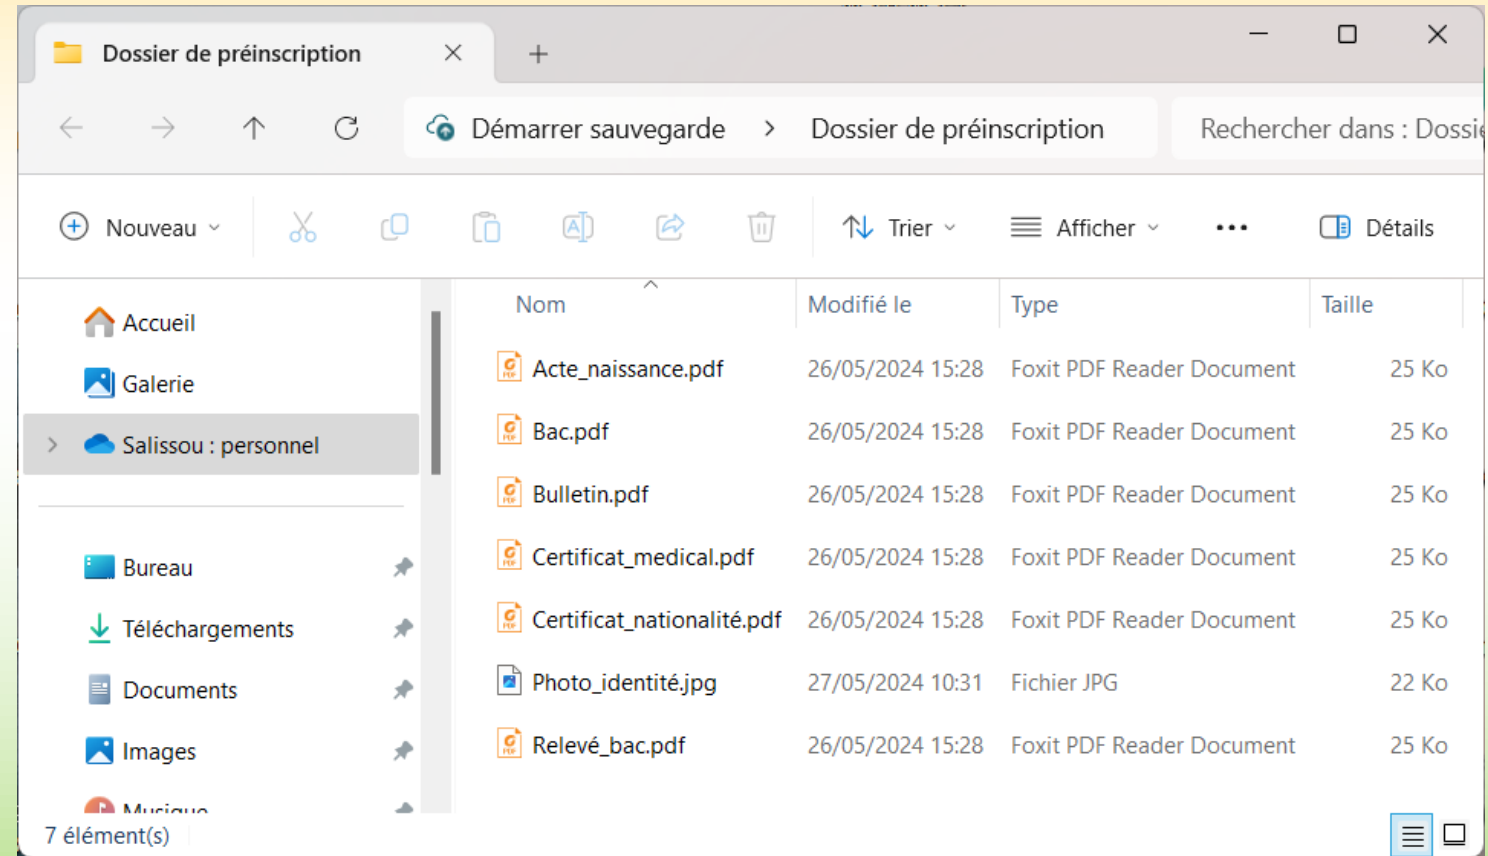 Dossier de préinscription
Démarrer sauvegarde > Dossier de préinscription
Rechercher dans :
Nouveau
Trier
Afficher
Détails
Nom Modifié le Type Taille
Accueil
Galerie
Salissou : personnel
Bureau
Téléchargements
Documents
Images
Musique
Acte_naissance.pdf 26/05/2024 15:28 Foxit PDF Reader Document 25 Ko
Bac.pdf 26/05/2024 15:28 Foxit PDF Reader Document 25 Ko
Bulletin.pdf 26/05/2024 15:28 Foxit PDF Reader Document 25 Ko
Certificat_medical.pdf 26/05/2024 15:28 Foxit PDF Reader Document 25 Ko
Certificat_nationalité.pdf 26/05/2024 15:28 Foxit PDF Reader Document 25 Ko
Photo_identité.jpg 27/05/2024 10:31 Fichier JPG 22 Ko
Relevé_bac.pdf 26/05/2024 15:28 Foxit PDF Reader Document 25 Ko
7 élément(s)